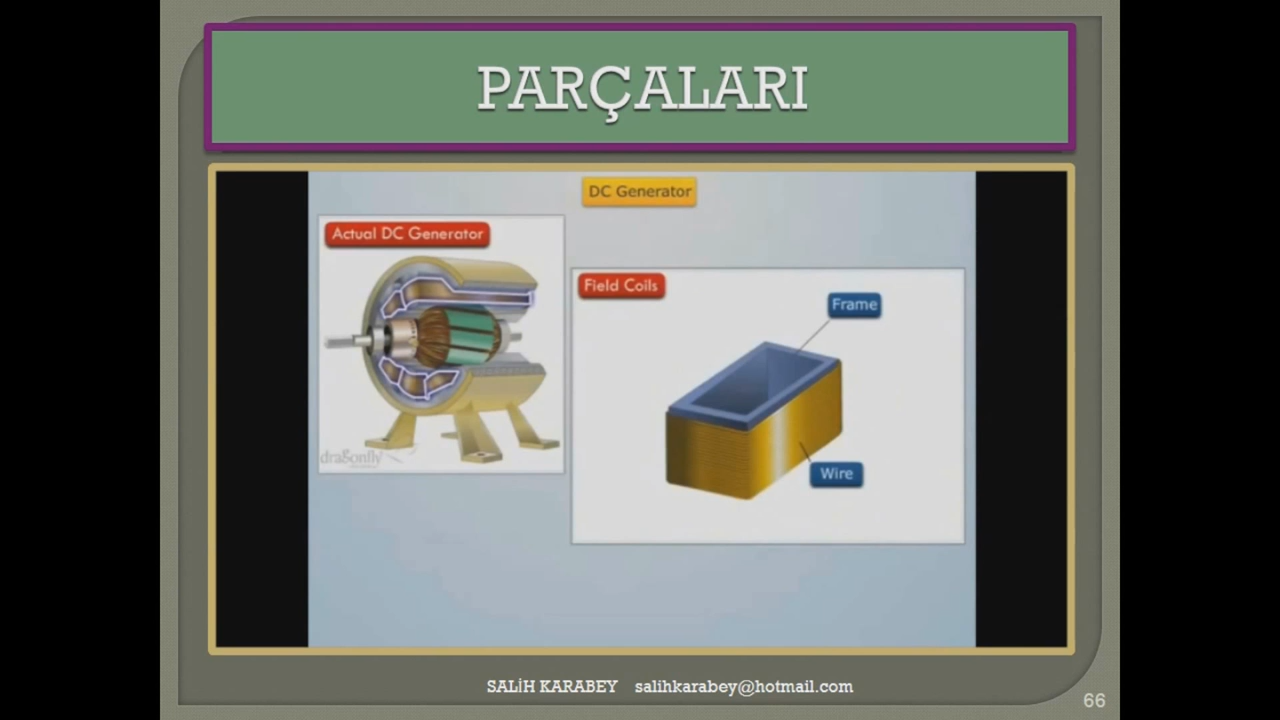 PARÇALARI
DC Generator
Actual DC Generator
Field Coils
Frame
Wire
dragonfly
SALİH KARABEY salihkarabey@hotmail.com
66